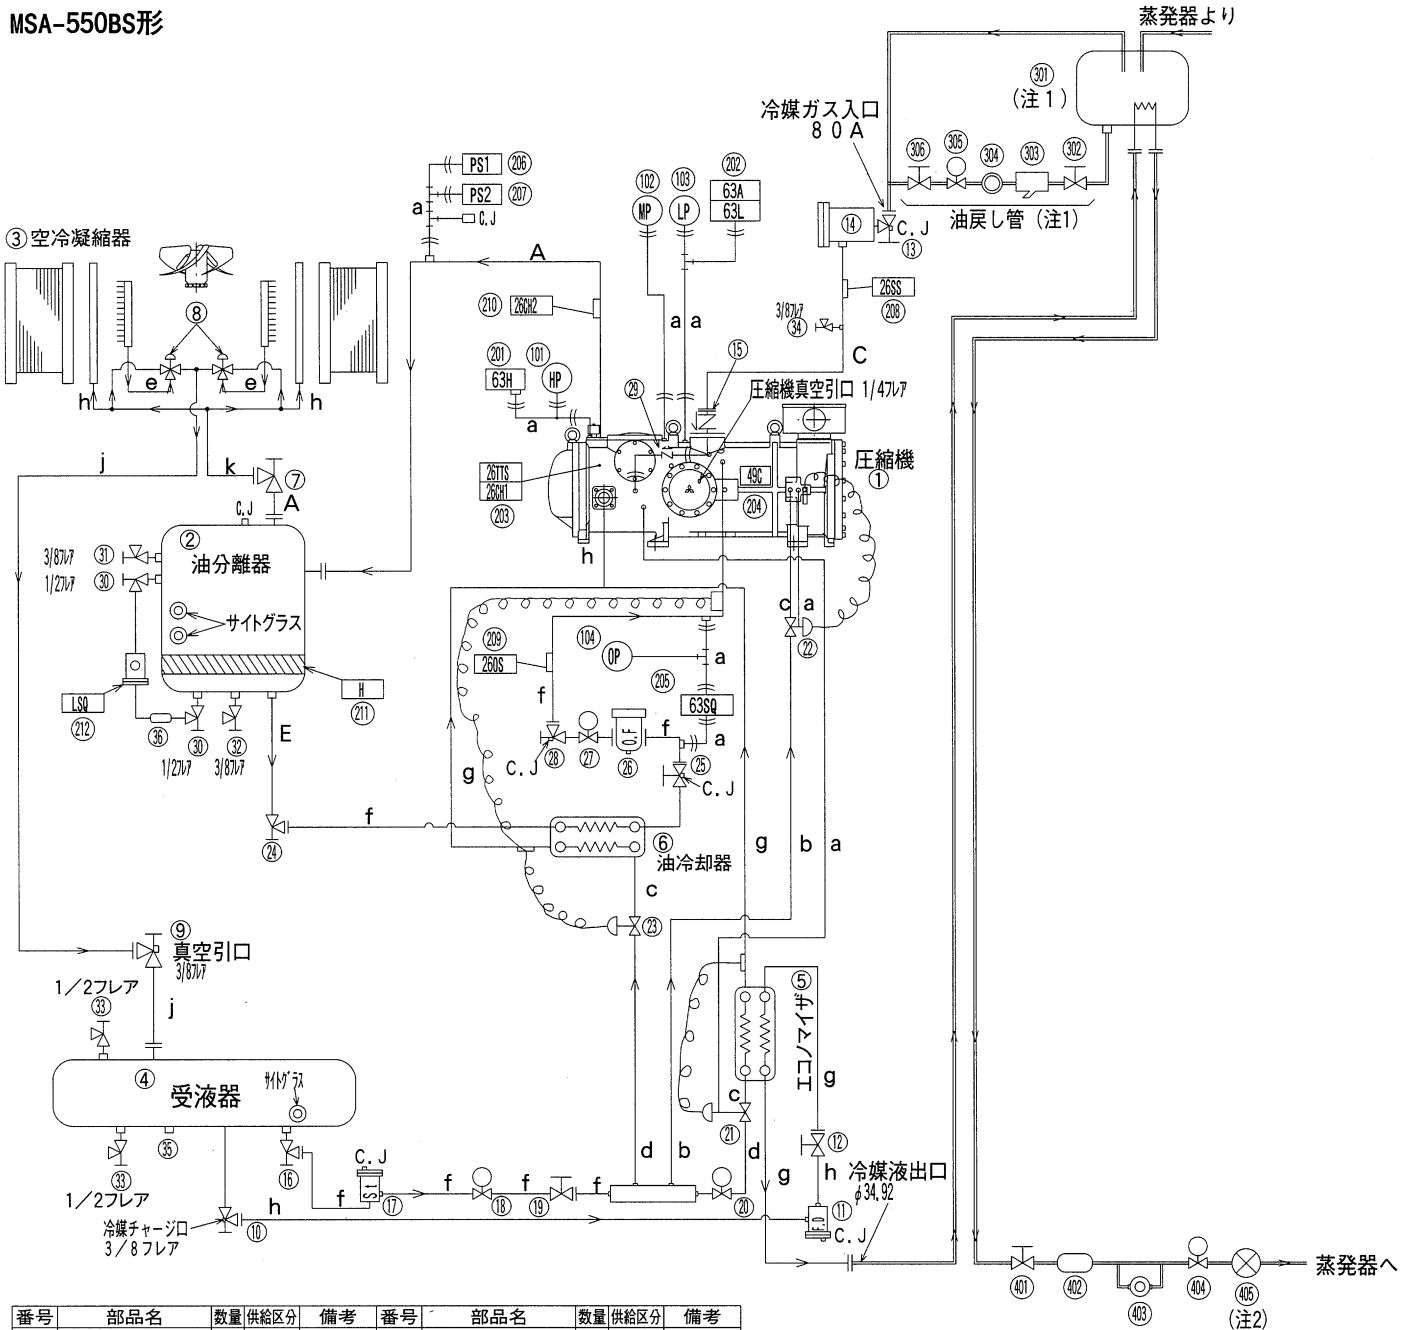 MSA-550BS形
蒸発器より
301
(注1)
冷媒ガス入口
80A
306
305
304
303
302
油戻し管 (注1)
PS1
206
PS2
207
C.J
a
102
MP
103
LP
202
63A
63L
14
C.J
13
③空冷凝縮器
8
A
210
26CH2
26SS
208
3/8フレア
34
a
a
C
15
e
e
h
h
201
63H
101
HP
a
29
圧縮機真空引口 1/4フレア
圧縮機
1
j
k
7
A
26TTS
26CH1
203
49C
204
C.J
2
油分離器
3/8フレア
31
1/2フレア
30
サイトグラス
h
c
a
22
209
26OS
104
OP
a
205
63SQ
a
f
f
LSQ
212
H
211
36
30
32
1/2フレア
3/8フレア
E
28
C.J
27
O.F
26
25
C.J
g
24
f
6
油冷却器
g
b
a
c
23
9
真空引口
3/8フレア
1/2フレア
33
j
5
エコノマイザ
g
4
受液器
サイトグラス
c
21
12
33
35
16
1/2フレア
C.J
St
17
f
f
18
f
19
f
d
b
20
d
g
h
冷媒液出口
φ34.92
冷媒チャージ口
3/8フレア
10
h
F.D
11
C.J
401
402
403
404
405
(注2)
蒸発器へ
番号 部品名 数量 供給区分 備考 番号 部品名 数量 供給区分 備考